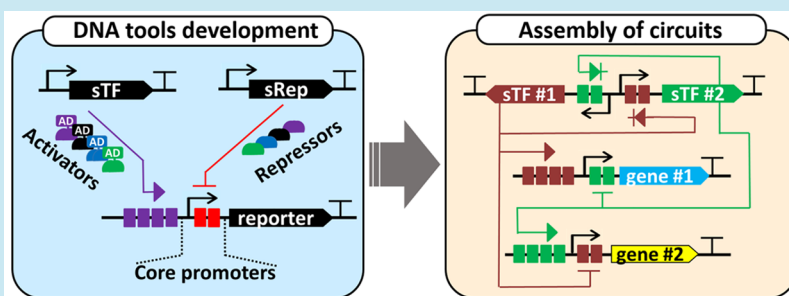 DNA tools development
sTF
sRep
AD
AD
AD
AD
Activators
Repressors
reporter
Core promoters
Assembly of circuits
sTF #1
sTF #2
gene #1
gene #2